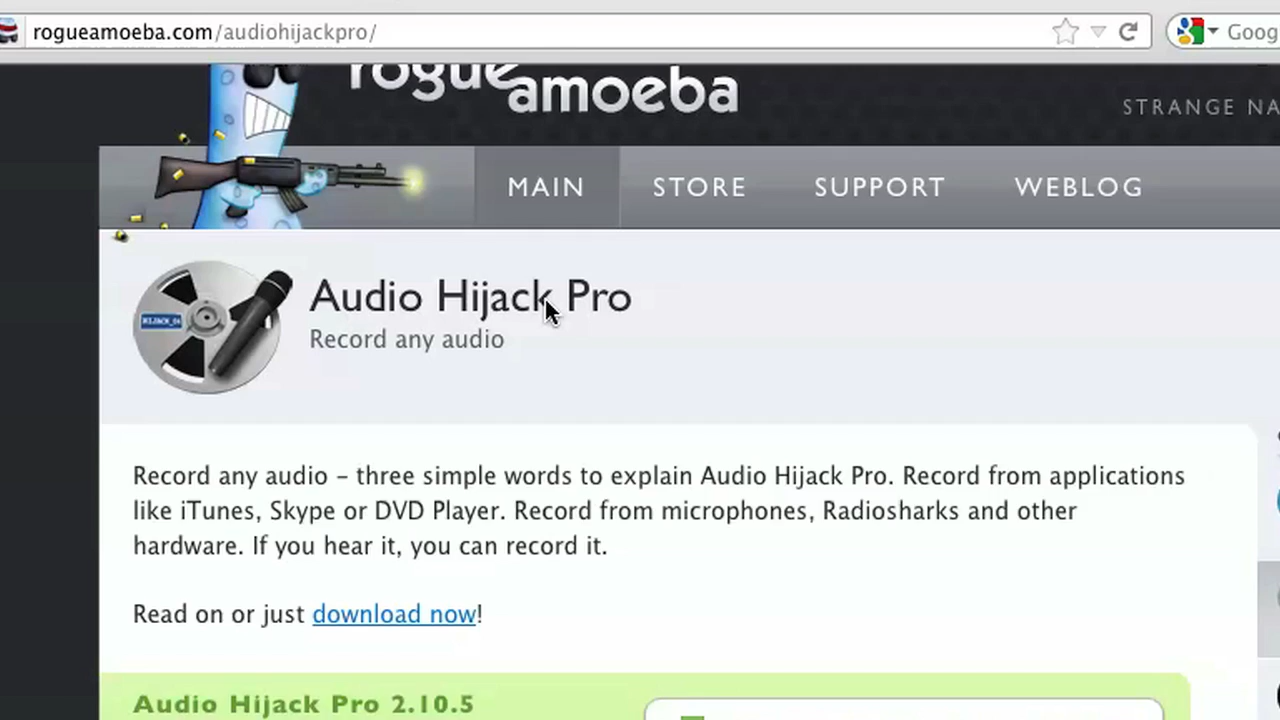 rogueamoeba.com/audiohijackpro/
Goog
rogue
amoeba
STRANGE NA
MAIN STORE SUPPORT WEBLOG
Audio Hijack Pro
Record any audio
Record any audio – three simple words to explain Audio Hijack Pro. Record from applications
like iTunes, Skype or DVD Player. Record from microphones, Radiosharks and other
hardware. If you hear it, you can record it.
Read on or just download now!
Audio Hijack Pro 2.10.5